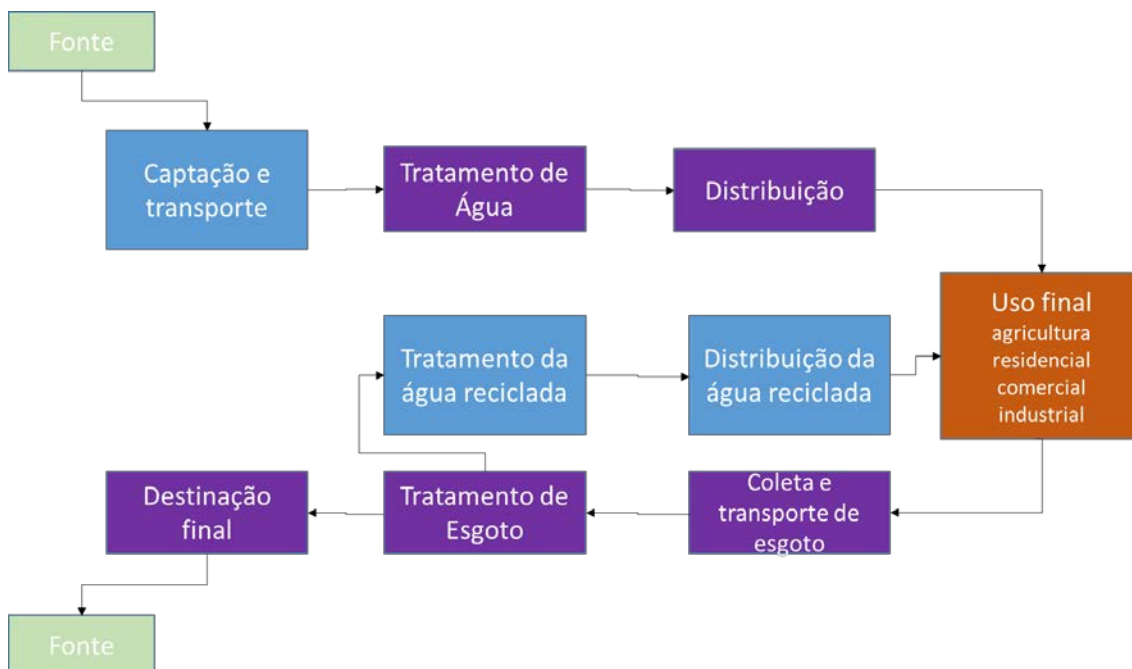 Fonte
Captação e
transporte
Tratamento de
Água
Distribuição
Uso final
agricultura
residencial
comercial
industrial
Tratamento da
água reciclada
Distribuição da
água reciclada
Destinação
final
Tratamento de
Esgoto
Coleta e
transporte de
esgoto
Fonte